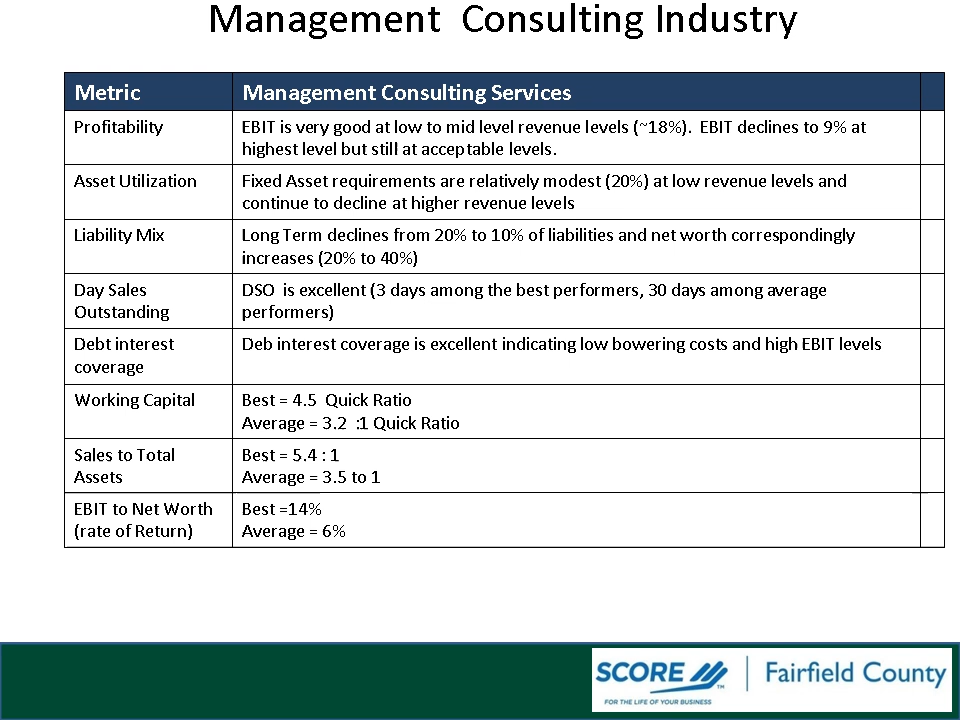 Management  Consulting Industry
Metric
Management Consulting Services
Profitability
EBIT is very good at low to mid level revenue levels (~18%).  EBIT declines to 9% at
highest level but still at acceptable levels.
Asset Utilization
Fixed Asset requirements are relatively modest (20%) at low revenue levels and
continue to decline at higher revenue levels
Liability Mix
Long Term declines from 20% to 10% of liabilities and net worth correspondingly
increases (20% to 40%)
Day Sales
Outstanding
DSO  is excellent (3 days among the best performers, 30 days among average
performers)
Debt interest
coverage
Deb interest coverage is excellent indicating low bowering costs and high EBIT levels
Working Capital
Best = 4.5  Quick Ratio
Average = 3.2  :1 Quick Ratio
Sales to Total
Assets
Best = 5.4 : 1
Average = 3.5 to 1
EBIT to Net Worth
(rate of Return)
Best =14%
Average = 6%
SCORE TM
FOR THE LIFE OF YOUR BUSINESS
Fairfield County